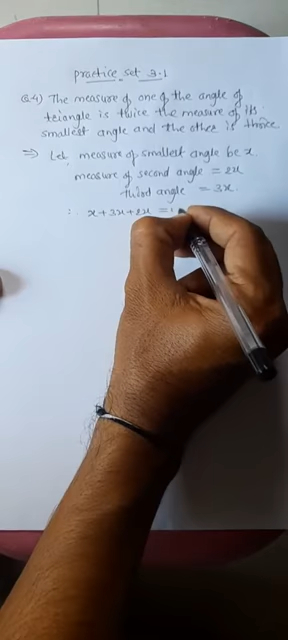 practice set 3.1
Q.4) The measure of one of the angle of
triangle is twice the measure of its
smallest angle and the other is thrice.
⇒ Let, measure of smallest angle be x.
measure of second angle = 2x
third angle = 3x.
∴ x+3x+2x = 1